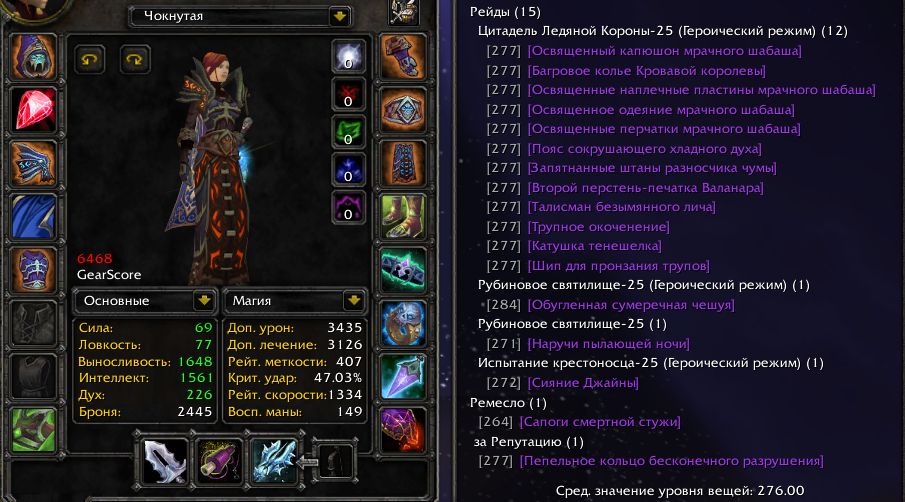 Чокнутая
0
0
0
0
0
6468
GearScore
Основные
Магия
Сила: 69
Ловкость: 77
Выносливость: 1648
Интеллект: 1561
Дух: 226
Броня: 2445
Доп. урон: 3435
Доп. лечение: 3126
Рейт. меткости: 407
Крит. удар: 47.03%
Рейт. скорости: 1334
Восп. маны: 149
Рейды (15)
Цитадель Ледяной Короны-25 (Героический режим) (12)
[277] [Освященный капюшон мрачного шабаша]
[277] [Багровое колье Кровавой королевы]
[277] [Освященные наплечные пластины мрачного шабаша]
[277] [Освященное одеяние мрачного шабаша]
[277] [Освященные перчатки мрачного шабаша]
[277] [Пояс сокрушающего хладного духа]
[277] [Запятнанные штаны разносчика чумы]
[277] [Второй перстень-печатка Валанара]
[277] [Талисман безымянного лича]
[277] [Трупное окоченение]
[277] [Катушка тенешелка]
[277] [Шип для пронзания трупов]
Рубиновое святилище-25 (Героический режим) (1)
[284] [Обугленная сумеречная чешуя]
Рубиновое святилище-25 (1)
[271] [Наручи пылающей ночи]
Испытание крестоносца-25 (Героический режим) (1)
[272] [Сияние Джайны]
Ремесло (1)
[264] [Сапоги смертной стужи]
за Репутацию (1)
[277] [Пепельное кольцо бесконечного разрушения]
Сред. значение уровня вещей: 276.00